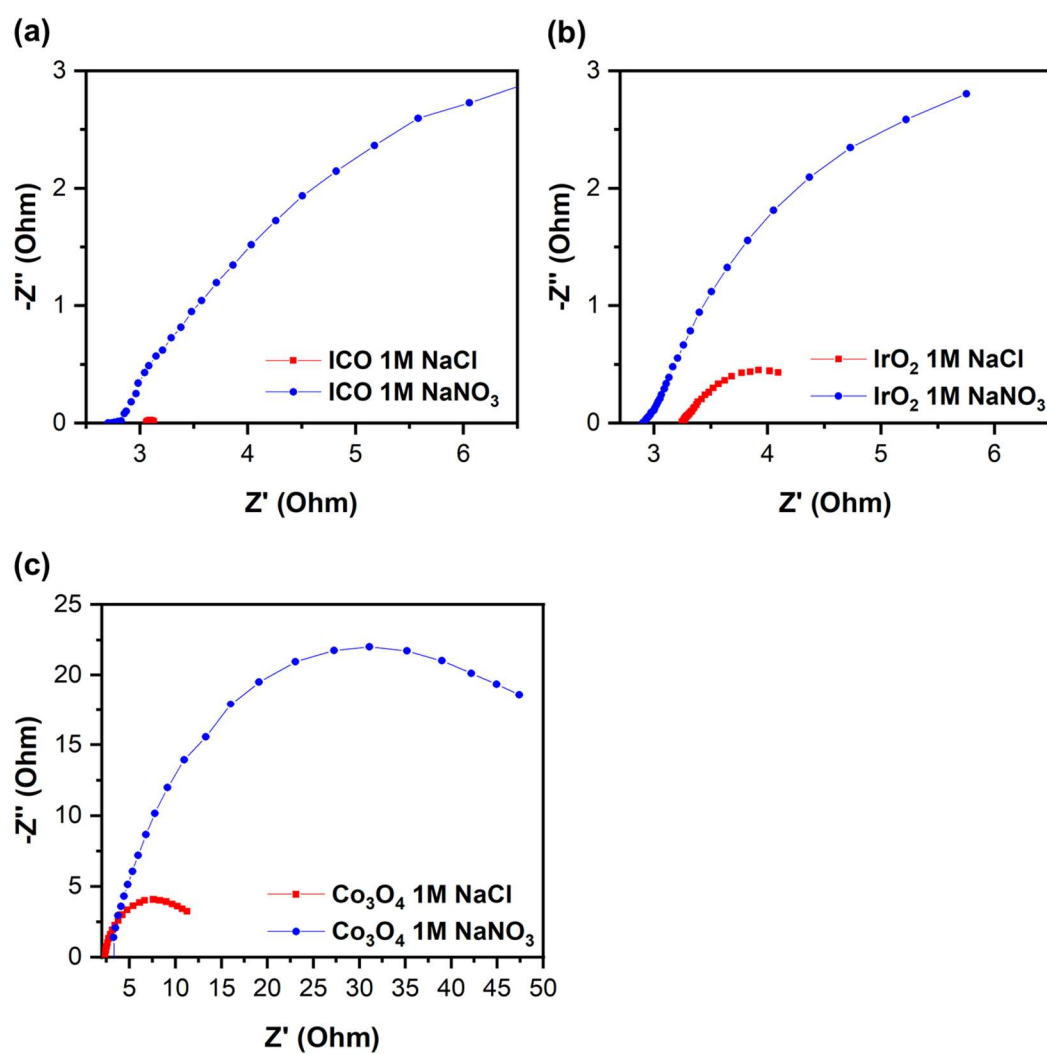 (a)
3
2
1
0
-Z'' (Ohm)
ICO 1M NaCl
ICO 1M NaNO₃
3 4 5 6
Z' (Ohm)
(b)
3
2
1
0
-Z'' (Ohm)
IrO₂ 1M NaCl
IrO₂ 1M NaNO₃
3 4 5 6
Z' (Ohm)
(c)
25
20
15
10
5
0
-Z'' (Ohm)
Co₃O₄ 1M NaCl
Co₃O₄ 1M NaNO₃
5 10 15 20 25 30 35 40 45 50
Z' (Ohm)